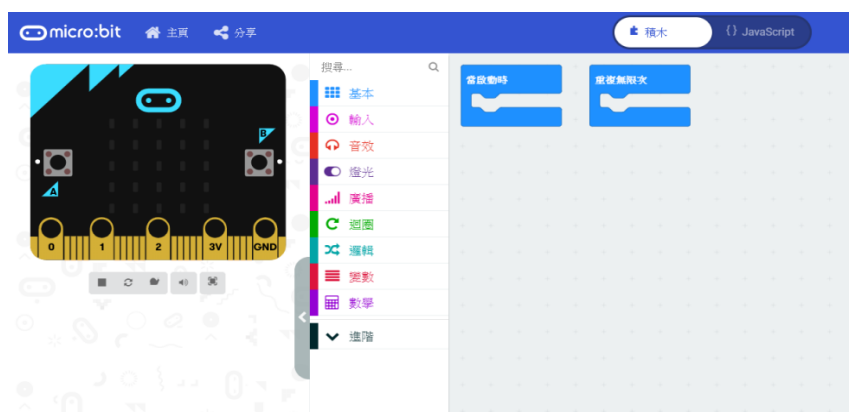 micro:bit
主頁
分享
積木
{} JavaScript
搜尋...
基本
輸入
音效
燈光
廣播
迴圈
邏輯
變數
數學
進階
當啟動時
重複無限次
B
A
0
1
2
3V
GND